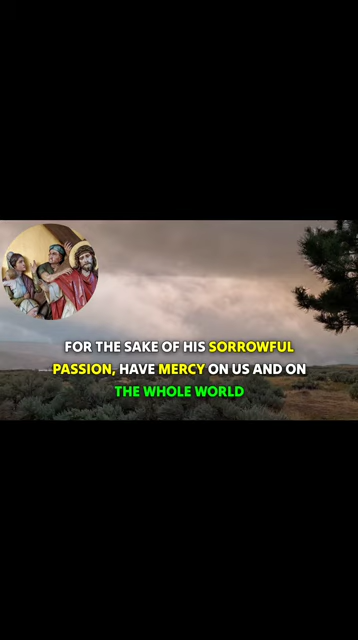 FOR THE SAKE OF HIS SORROWFUL
PASSION, HAVE MERCY ON US AND ON
THE WHOLE WORLD